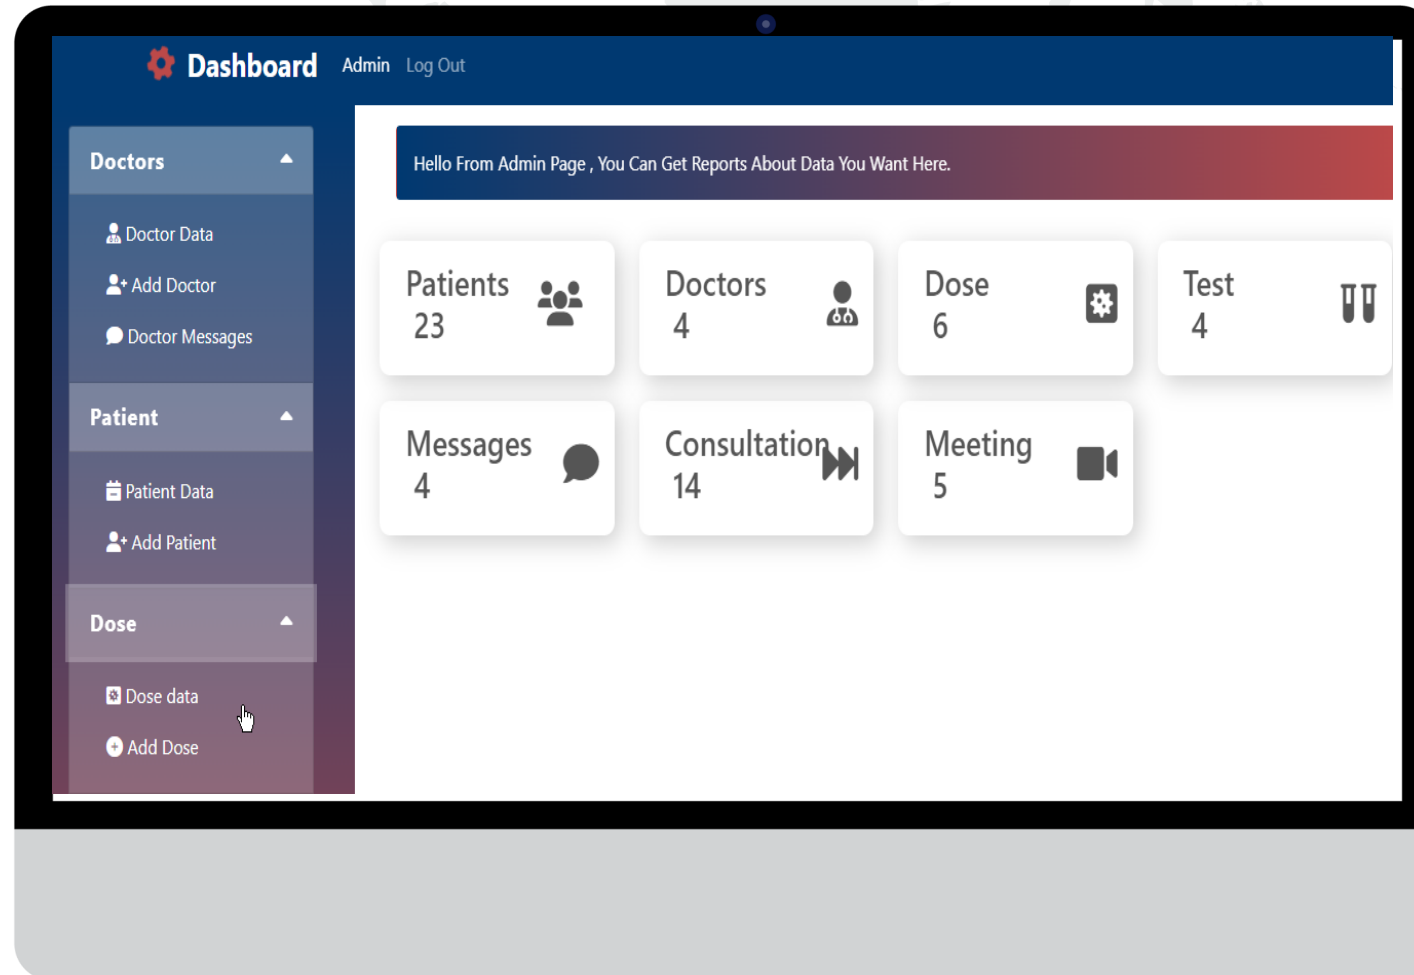 Dashboard Admin Log Out
Doctors
Doctor Data
Add Doctor
Doctor Messages
Patient
Patient Data
Add Patient
Dose
Dose data
Add Dose
Hello From Admin Page , You Can Get Reports About Data You Want Here.
Patients
23
Doctors
4
Dose
6
Test
4
Messages
4
Consultation
14
Meeting
5